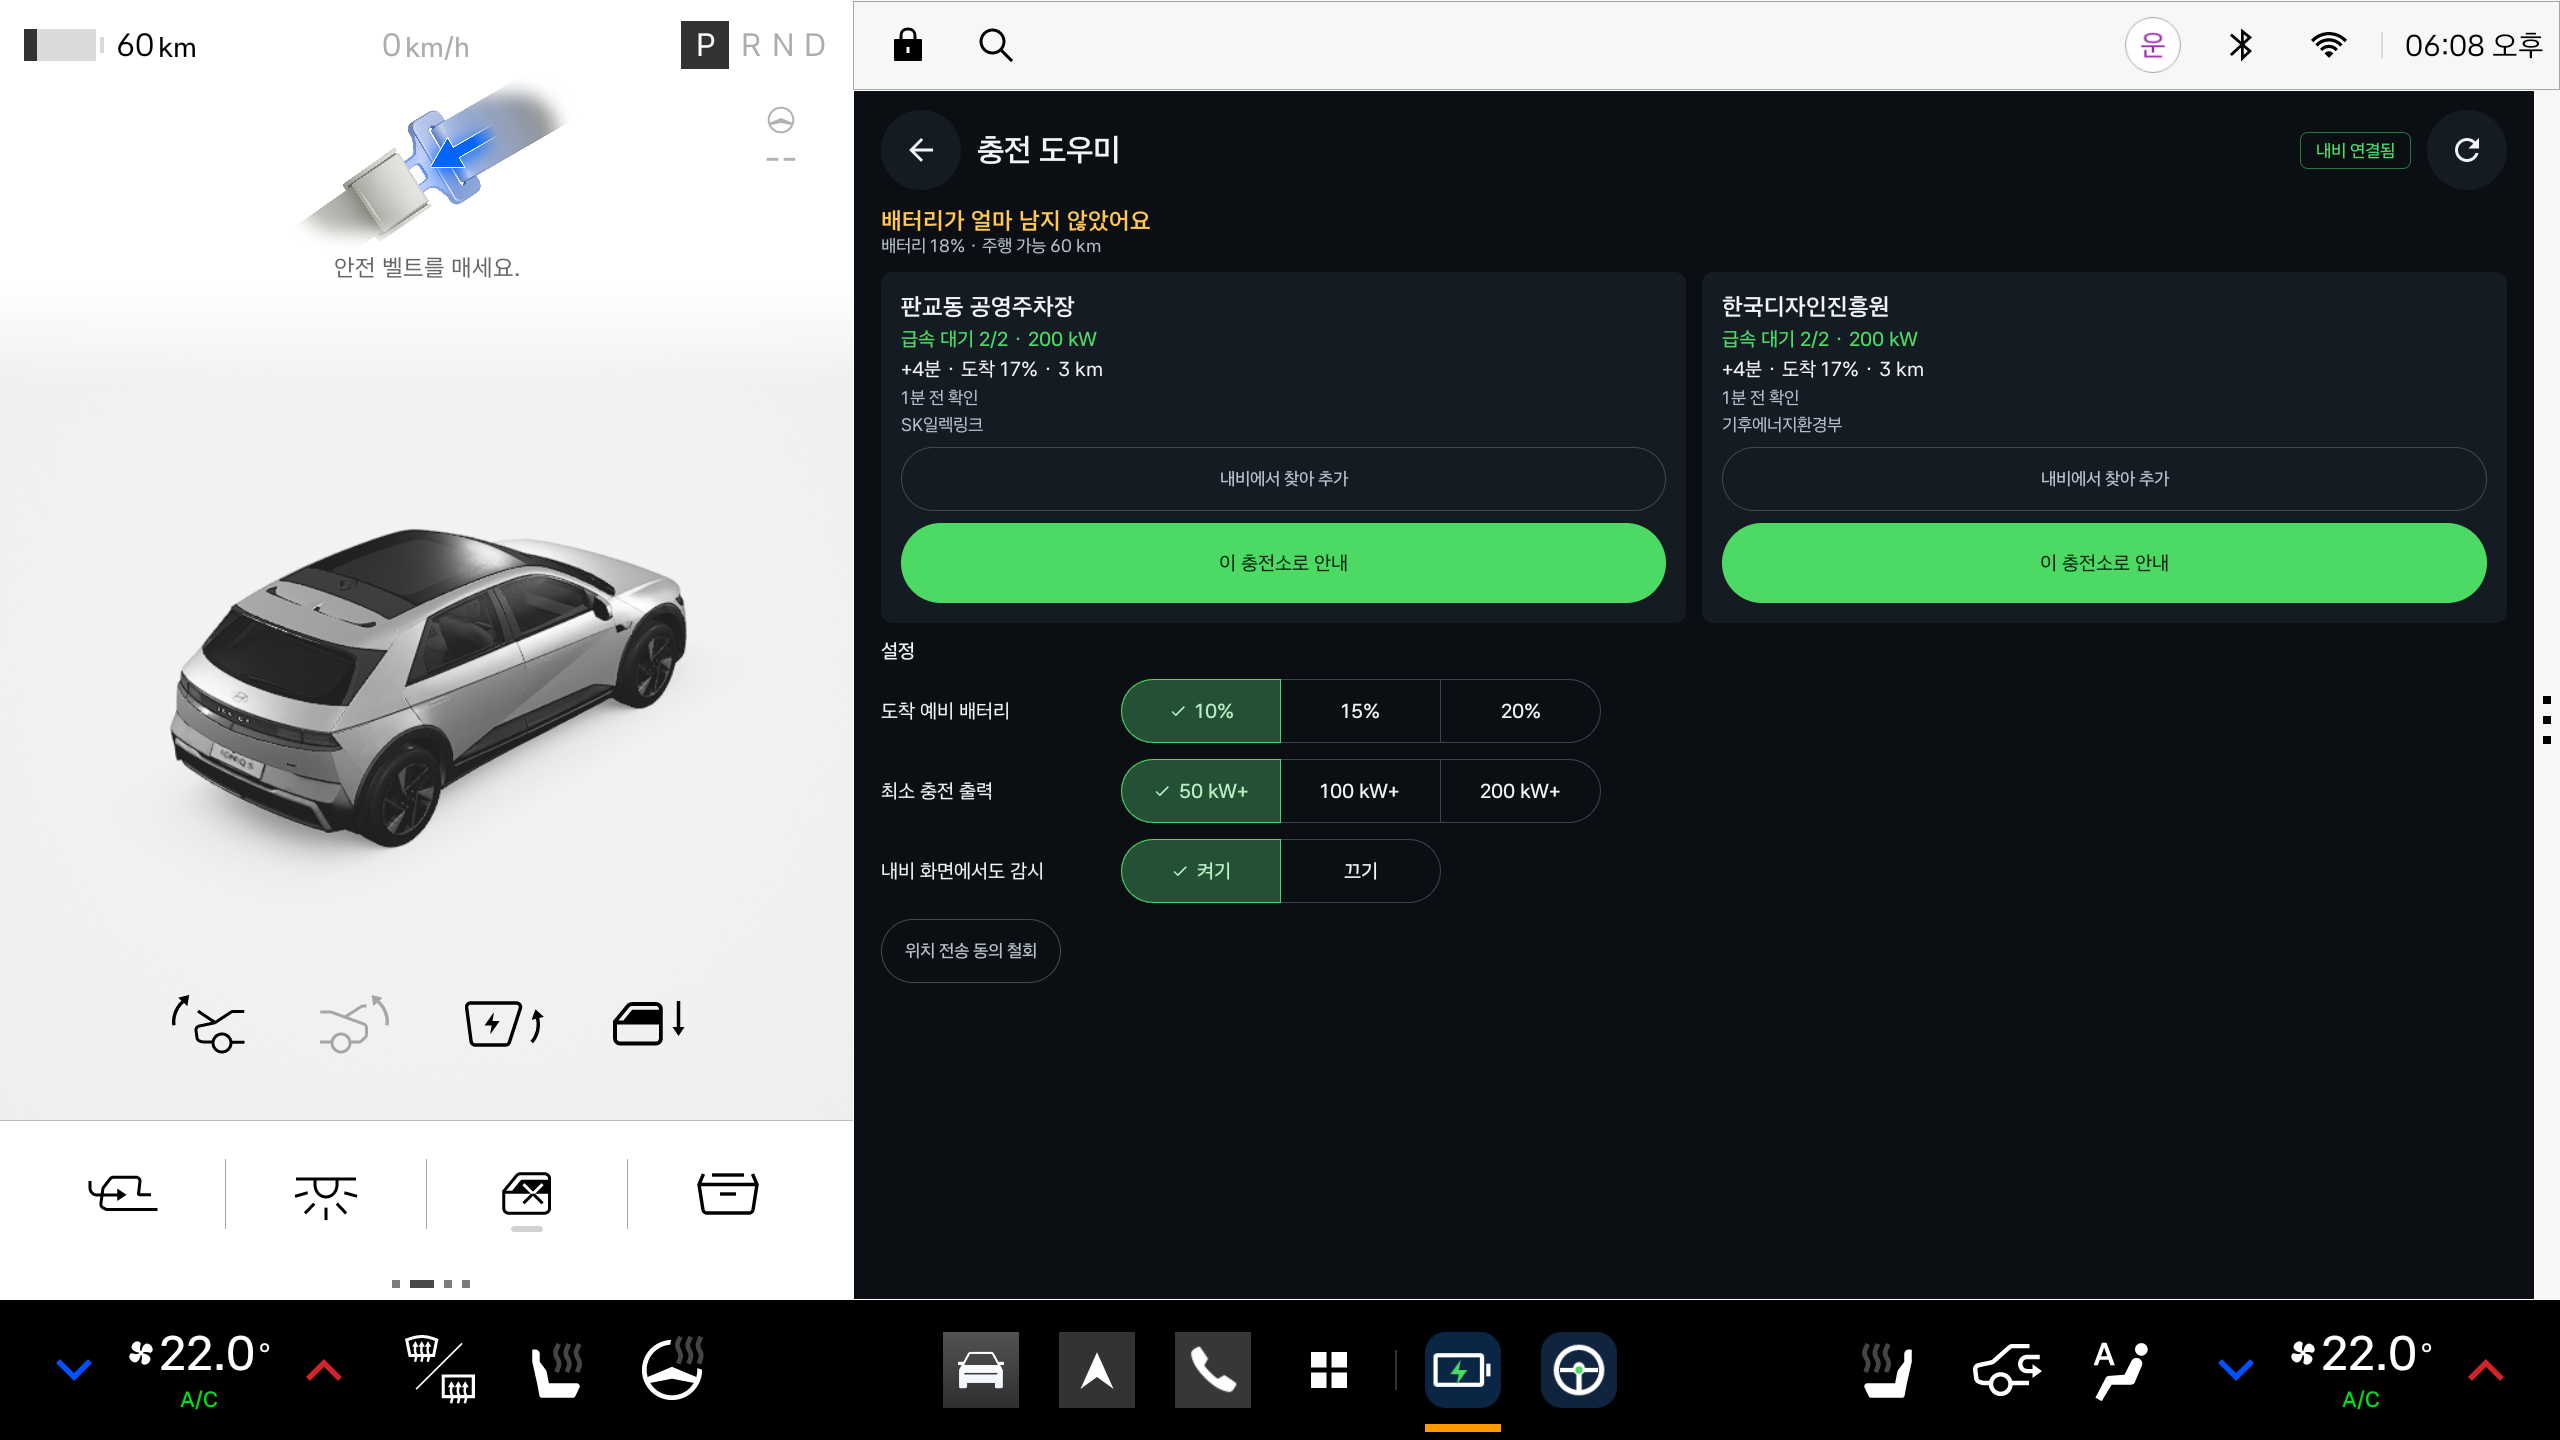 60 km
0 km/h
P R N D
안전 벨트를 매세요.
운
06:08 오후
충전 도우미
내비 연결됨
배터리가 얼마 남지 않았어요
배터리 18% · 주행 가능 60 km
판교동 공영주차장
급속 대기 2/2 · 200 kW
+4분 · 도착 17% · 3 km
1분 전 확인
SK일렉링크
내비에서 찾아 추가
이 충전소로 안내
한국디자인진흥원
급속 대기 2/2 · 200 kW
+4분 · 도착 17% · 3 km
1분 전 확인
기후에너지환경부
내비에서 찾아 추가
이 충전소로 안내
설정
도착 예비 배터리
10%
15%
20%
최소 충전 출력
50 kW+
100 kW+
200 kW+
내비 화면에서도 감시
켜기
끄기
위치 전송 동의 철회
22.0°
A/C
A
22.0°
A/C